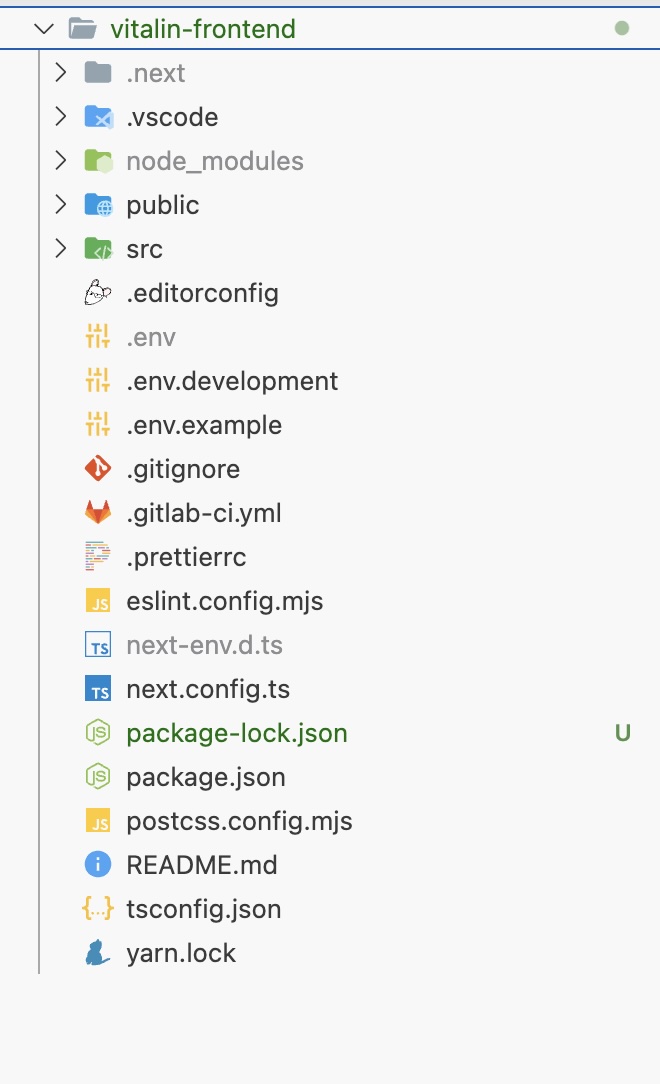 vitalin-frontend
.next
.vscode
node_modules
public
src
.editorconfig
.env
.env.development
.env.example
.gitignore
.gitlab-ci.yml
.prettierrc
JS eslint.config.mjs
TS next-env.d.ts
TS next.config.ts
JS package-lock.json U
JS package.json
JS postcss.config.mjs
README.md
tsconfig.json
yarn.lock